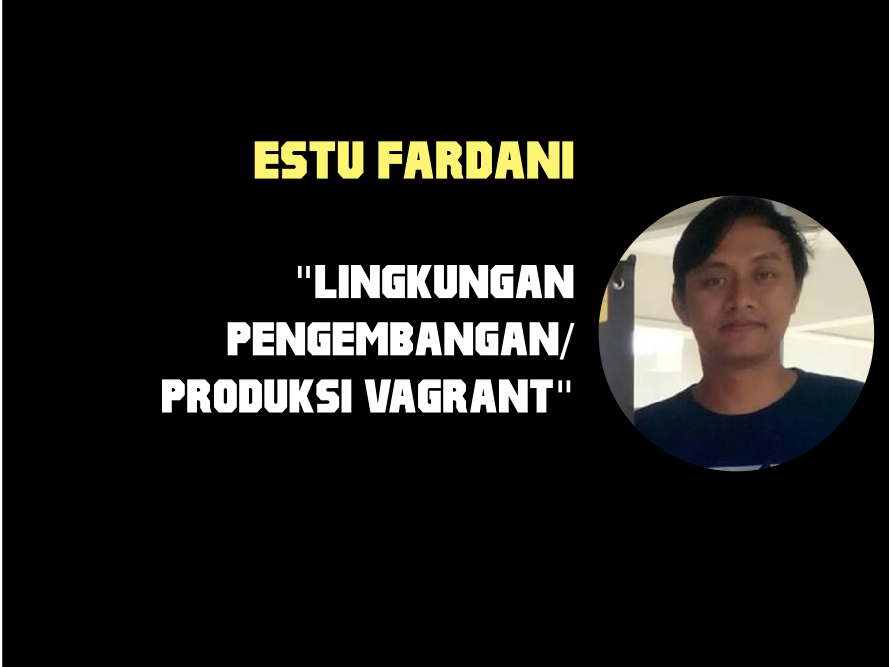 ESTU FARDANI
"LINGKUNGAN
PENGEMBANGAN/
PRODUKSI VAGRANT"